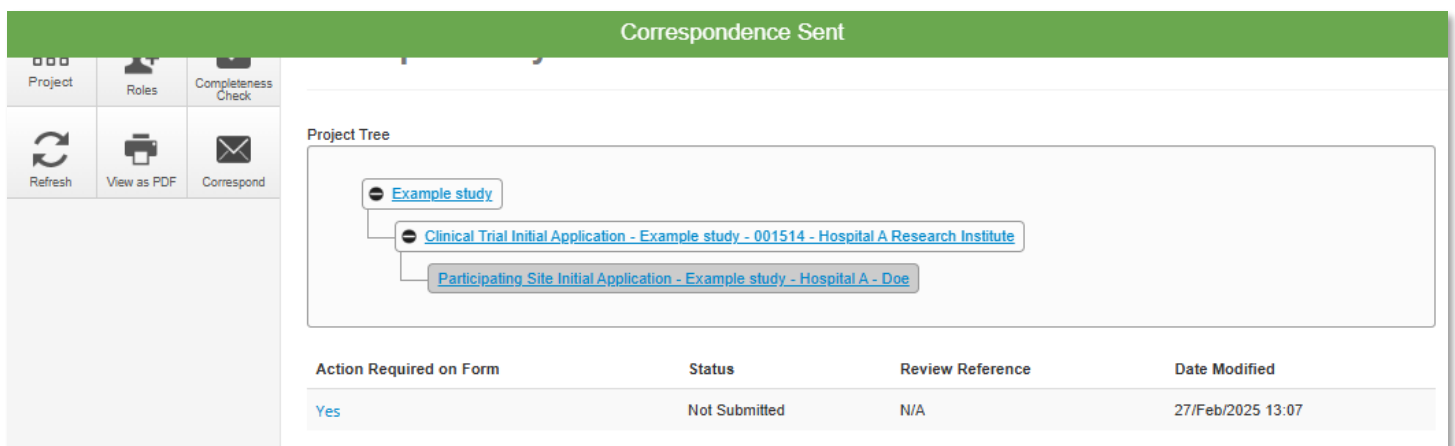 Correspondence Sent
Project
Roles
Completeness
Check
Refresh
View as PDF
Correspond
Project Tree
Example study
Clinical Trial Initial Application - Example study - 001514 - Hospital A Research Institute
Participating Site Initial Application - Example study - Hospital A - Doe
Action Required on Form Status Review Reference Date Modified
Yes Not Submitted N/A 27/Feb/2025 13:07